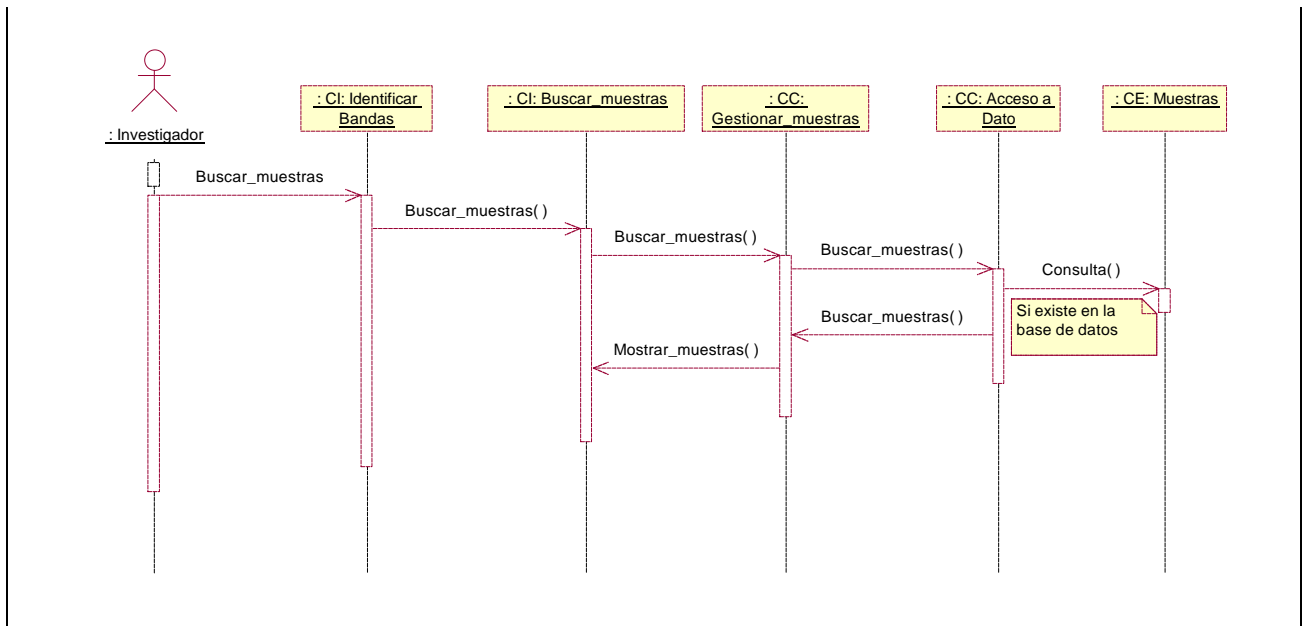 : Investigador
: CI: Identificar
Bandas
: CI: Buscar_muestras
: CC:
Gestionar_muestras
: CC: Acceso a
Dato
: CE: Muestras
Buscar_muestras
Buscar_muestras( )
Buscar_muestras( )
Buscar_muestras( )
Consulta( )
Si existe en la
base de datos
Buscar_muestras( )
Mostrar_muestras( )